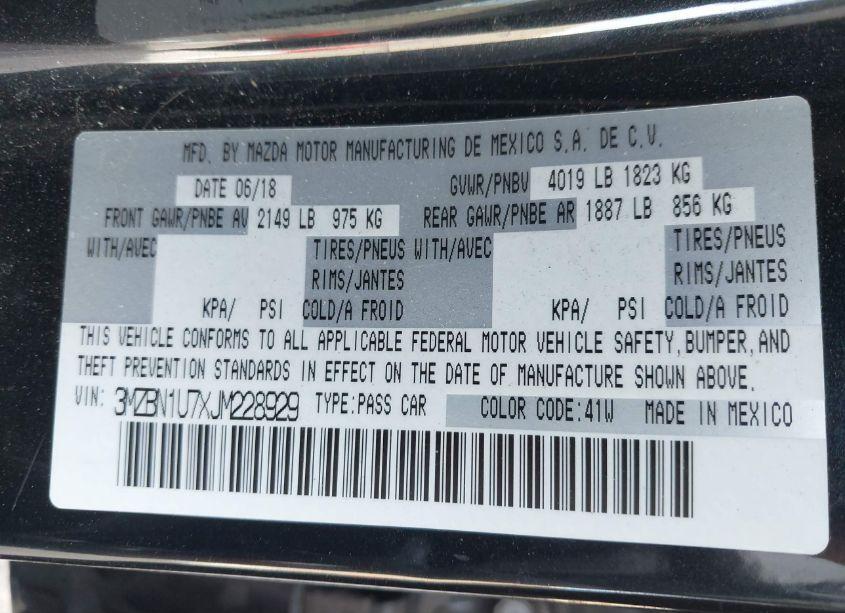 MFD. BY MAZDA MOTOR MANUFACTURING DE MEXICO S.A. DE C.V.
DATE 06/18 GVWR/PNBV 4019 LB 1823 KG
FRONT GAWR/PNBE AV 2149 LB 975 KG REAR GAWR/PNBE AR 1887 LB 856 KG
WITH/AVEC TIRES/PNEUS WITH/AVEC TIRES/PNEUS
RIMS/JANTES RIMS/JANTES
KPA/ PSI COLD/A FROID KPA/ PSI COLD/A FROID
THIS VEHICLE CONFORMS TO ALL APPLICABLE FEDERAL MOTOR VEHICLE SAFETY,BUMPER,AND
THEFT PREVENTION STANDARDS IN EFFECT ON THE DATE OF MANUFACTURE SHOWN ABOVE.
VIN: 3MZBN1U7XJM228929 TYPE:PASS CAR COLOR CODE:41W MADE IN MEXICO